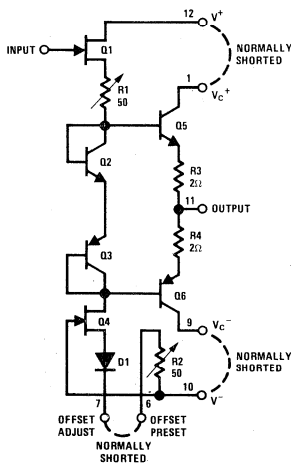 12 V+
INPUT
Q1
NORMALLY
SHORTED
R1
50
1 VC+
Q5
Q2
R3
2Ω
11 OUTPUT
R4
2Ω
Q3
Q6
Q4
9 VC-
R2
50
NORMALLY
SHORTED
D1
7
6
10 V-
OFFSET
ADJUST
OFFSET
PRESET
NORMALLY
SHORTED